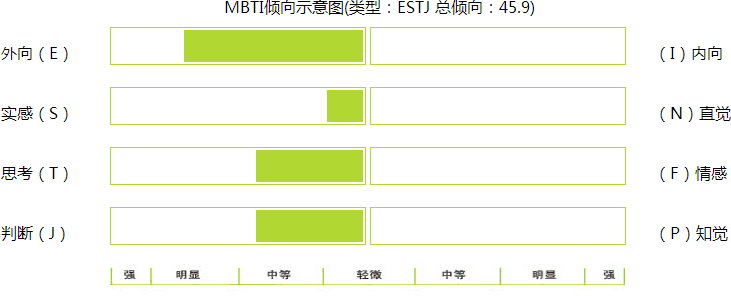 MBTI倾向示意图(类型：ESTJ 总倾向：45.9)
外向（E） （I）内向
实感（S） （N）直觉
思考（T） （F）情感
判断（J） （P）知觉
强 明显 中等 轻微 中等 明显 强